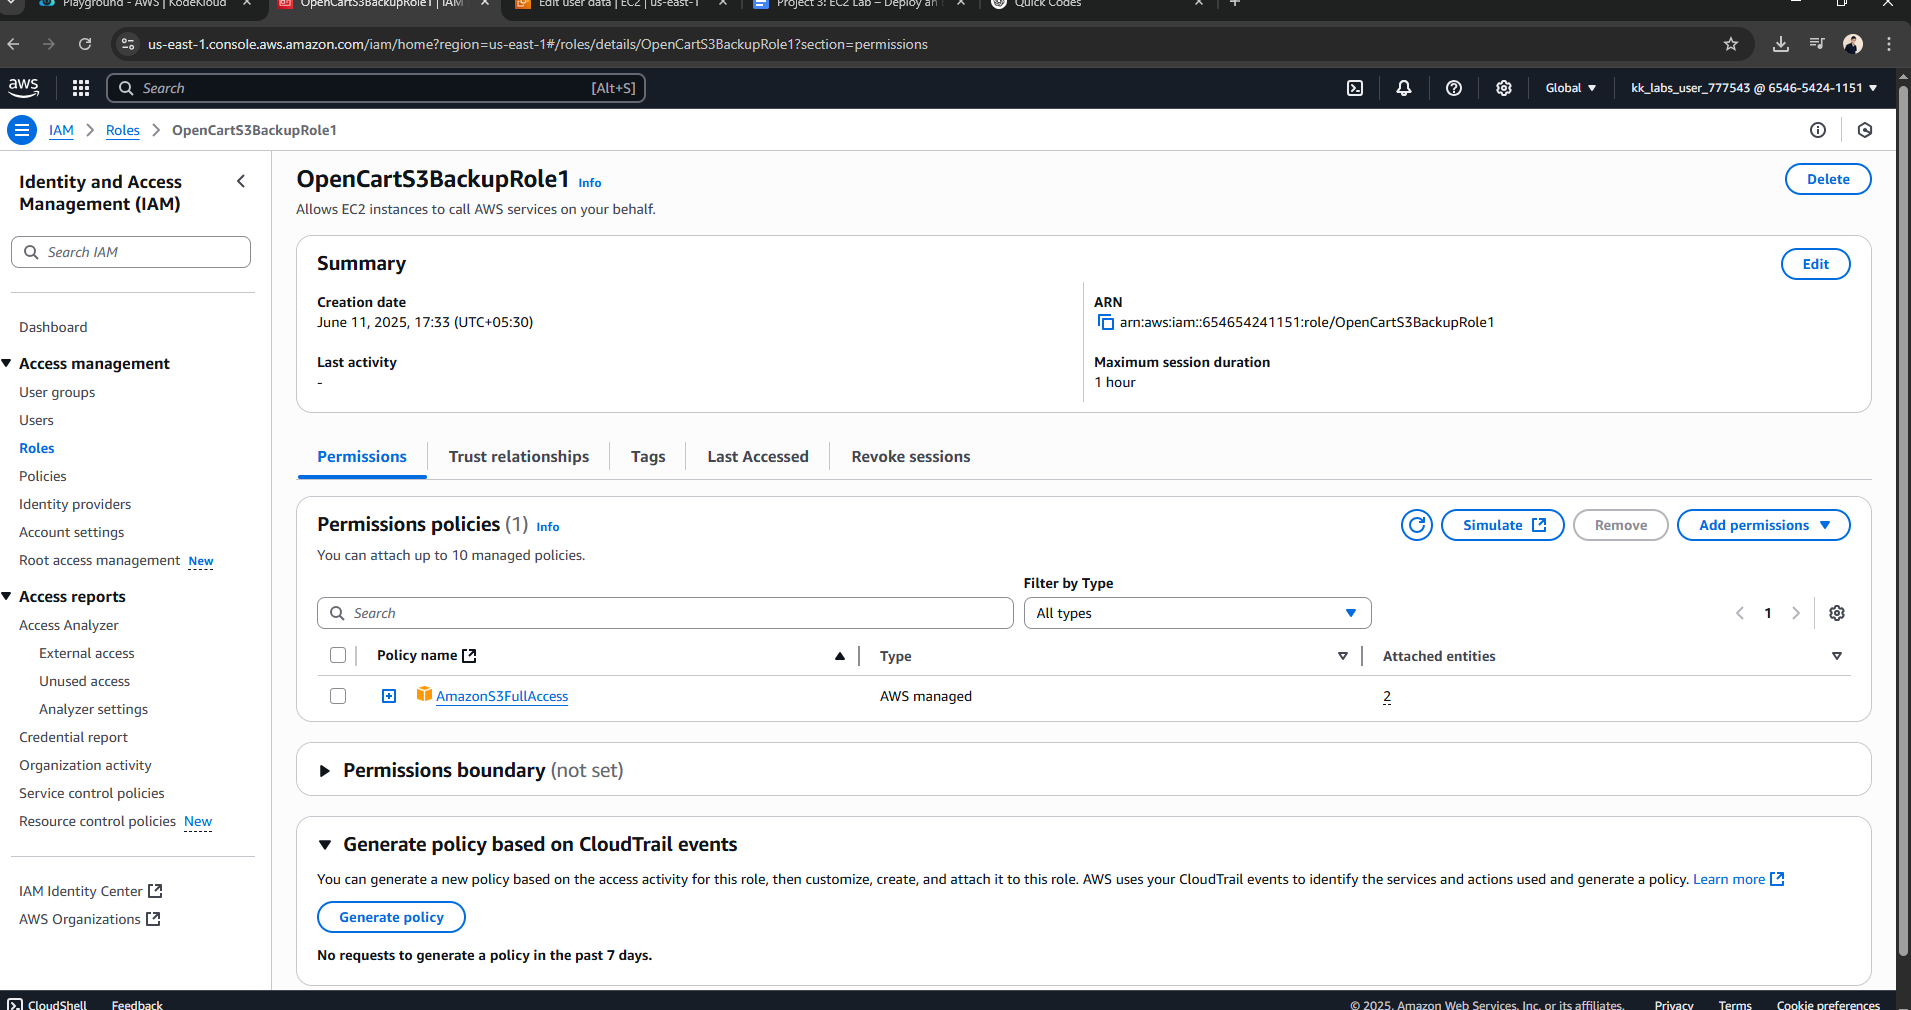 Playground - AWS | KodeKloud
OpenCartS3BackupRole1 | IAM
Edit user data | EC2 | us-east-1
Project 3: EC2 Lab – Deploy an
Quick Codes
us-east-1.console.aws.amazon.com/iam/home?region=us-east-1#/roles/details/OpenCartS3BackupRole1?section=permissions
aws
Search
[Alt+S]
Global
kk_labs_user_777543 @ 6546-5424-1151
IAM
Roles
OpenCartS3BackupRole1
Identity and Access
Management (IAM)
Search IAM
Dashboard
Access management
User groups
Users
Roles
Policies
Identity providers
Account settings
Root access management New
Access reports
Access Analyzer
External access
Unused access
Analyzer settings
Credential report
Organization activity
Service control policies
Resource control policies New
IAM Identity Center
AWS Organizations
OpenCartS3BackupRole1 Info
Delete
Allows EC2 instances to call AWS services on your behalf.
Summary
Edit
Creation date
June 11, 2025, 17:33 (UTC+05:30)
ARN
arn:aws:iam::654654241151:role/OpenCartS3BackupRole1
Last activity
-
Maximum session duration
1 hour
Permissions
Trust relationships
Tags
Last Accessed
Revoke sessions
Permissions policies (1) Info
Simulate
Remove
Add permissions
You can attach up to 10 managed policies.
Filter by Type
Search
All types
1
Policy name
Type
Attached entities
AmazonS3FullAccess
AWS managed
2
Permissions boundary (not set)
Generate policy based on CloudTrail events
You can generate a new policy based on the access activity for this role, then customize, create, and attach it to this role. AWS uses your CloudTrail events to identify the services and actions used and generate a policy. Learn more
Generate policy
No requests to generate a policy in the past 7 days.
CloudShell
Feedback
© 2025, Amazon Web Services, Inc. or its affiliates.
Privacy
Terms
Cookie preferences